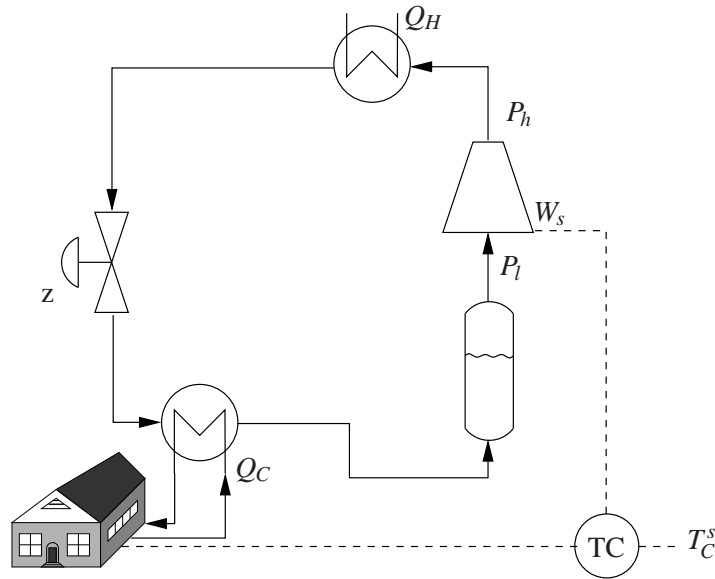 Q_H
P_h
W_s
P_l
z
Q_C
TC
T_C^s